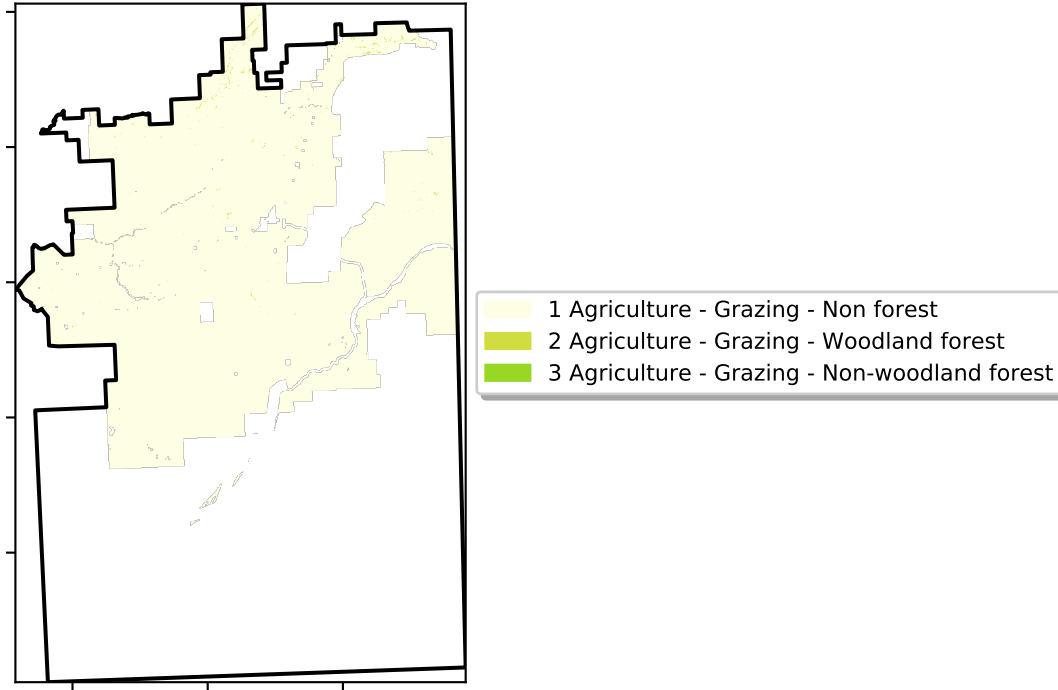 1 Agriculture - Grazing - Non forest
2 Agriculture - Grazing - Woodland forest
3 Agriculture - Grazing - Non-woodland forest